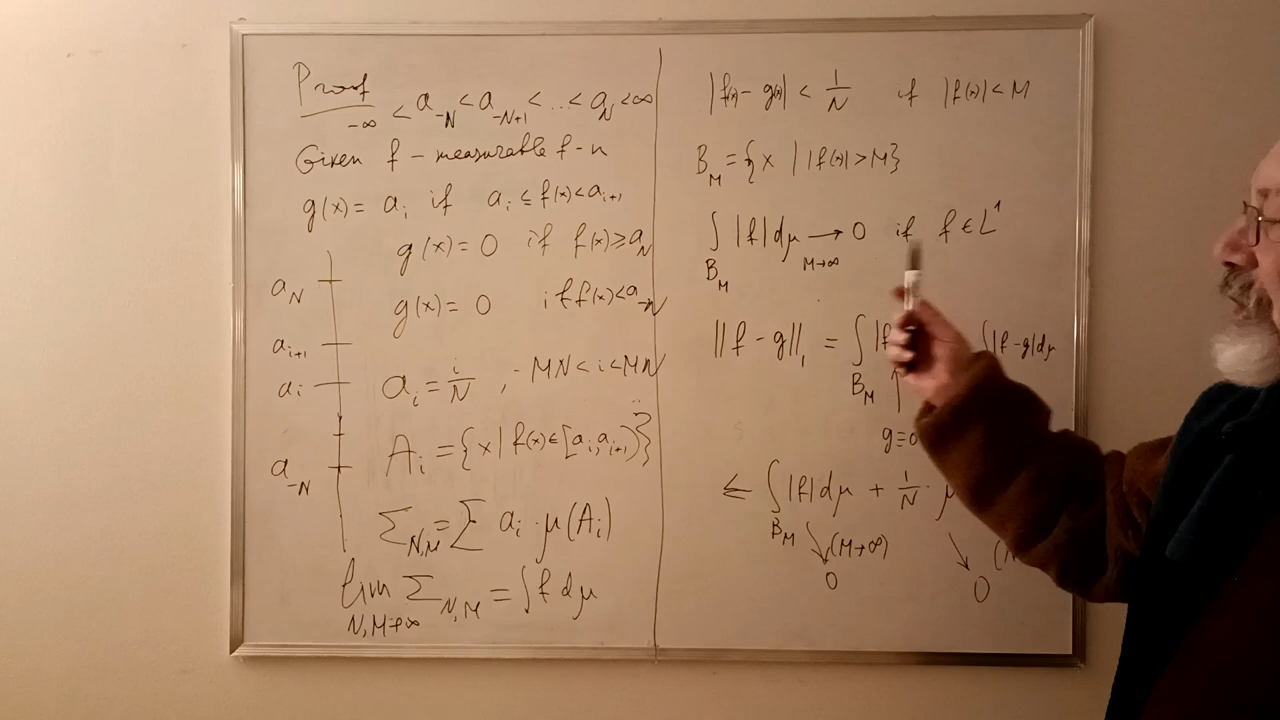 Proof
-∞ < a_{-N} < a_{-N+1} < ... < a_N < ∞
Given f - measurable f-n
g(x) = a_i if a_i ≤ f(x) < a_{i+1}
g(x) = 0 if f(x) ≥ a_N
g(x) = 0 if f(x) < a_{-N}
a_N
a_{i+1}
a_i
a_{-N}
a_i = i/N , -MN < i < MN
A_i = {x | f(x) ∈ [a_i, a_{i+1})}
Σ_{N,M} = Σ a_i · μ(A_i)
lim_{N,M→∞} Σ_{N,M} = ∫ f dμ
|f(x) - g(x)| < 1/N if |f(x)| < M
B_M = {x | |f(x)| > M}
∫_{B_M} |f| dμ →_{M→∞} 0 if f ∈ L^1
||f - g||_1 = ∫_{B_M} |f ∫ |f-g| dμ
g=0
≤ ∫_{B_M} |f| dμ + 1/N · μ
(M→∞)
0 0